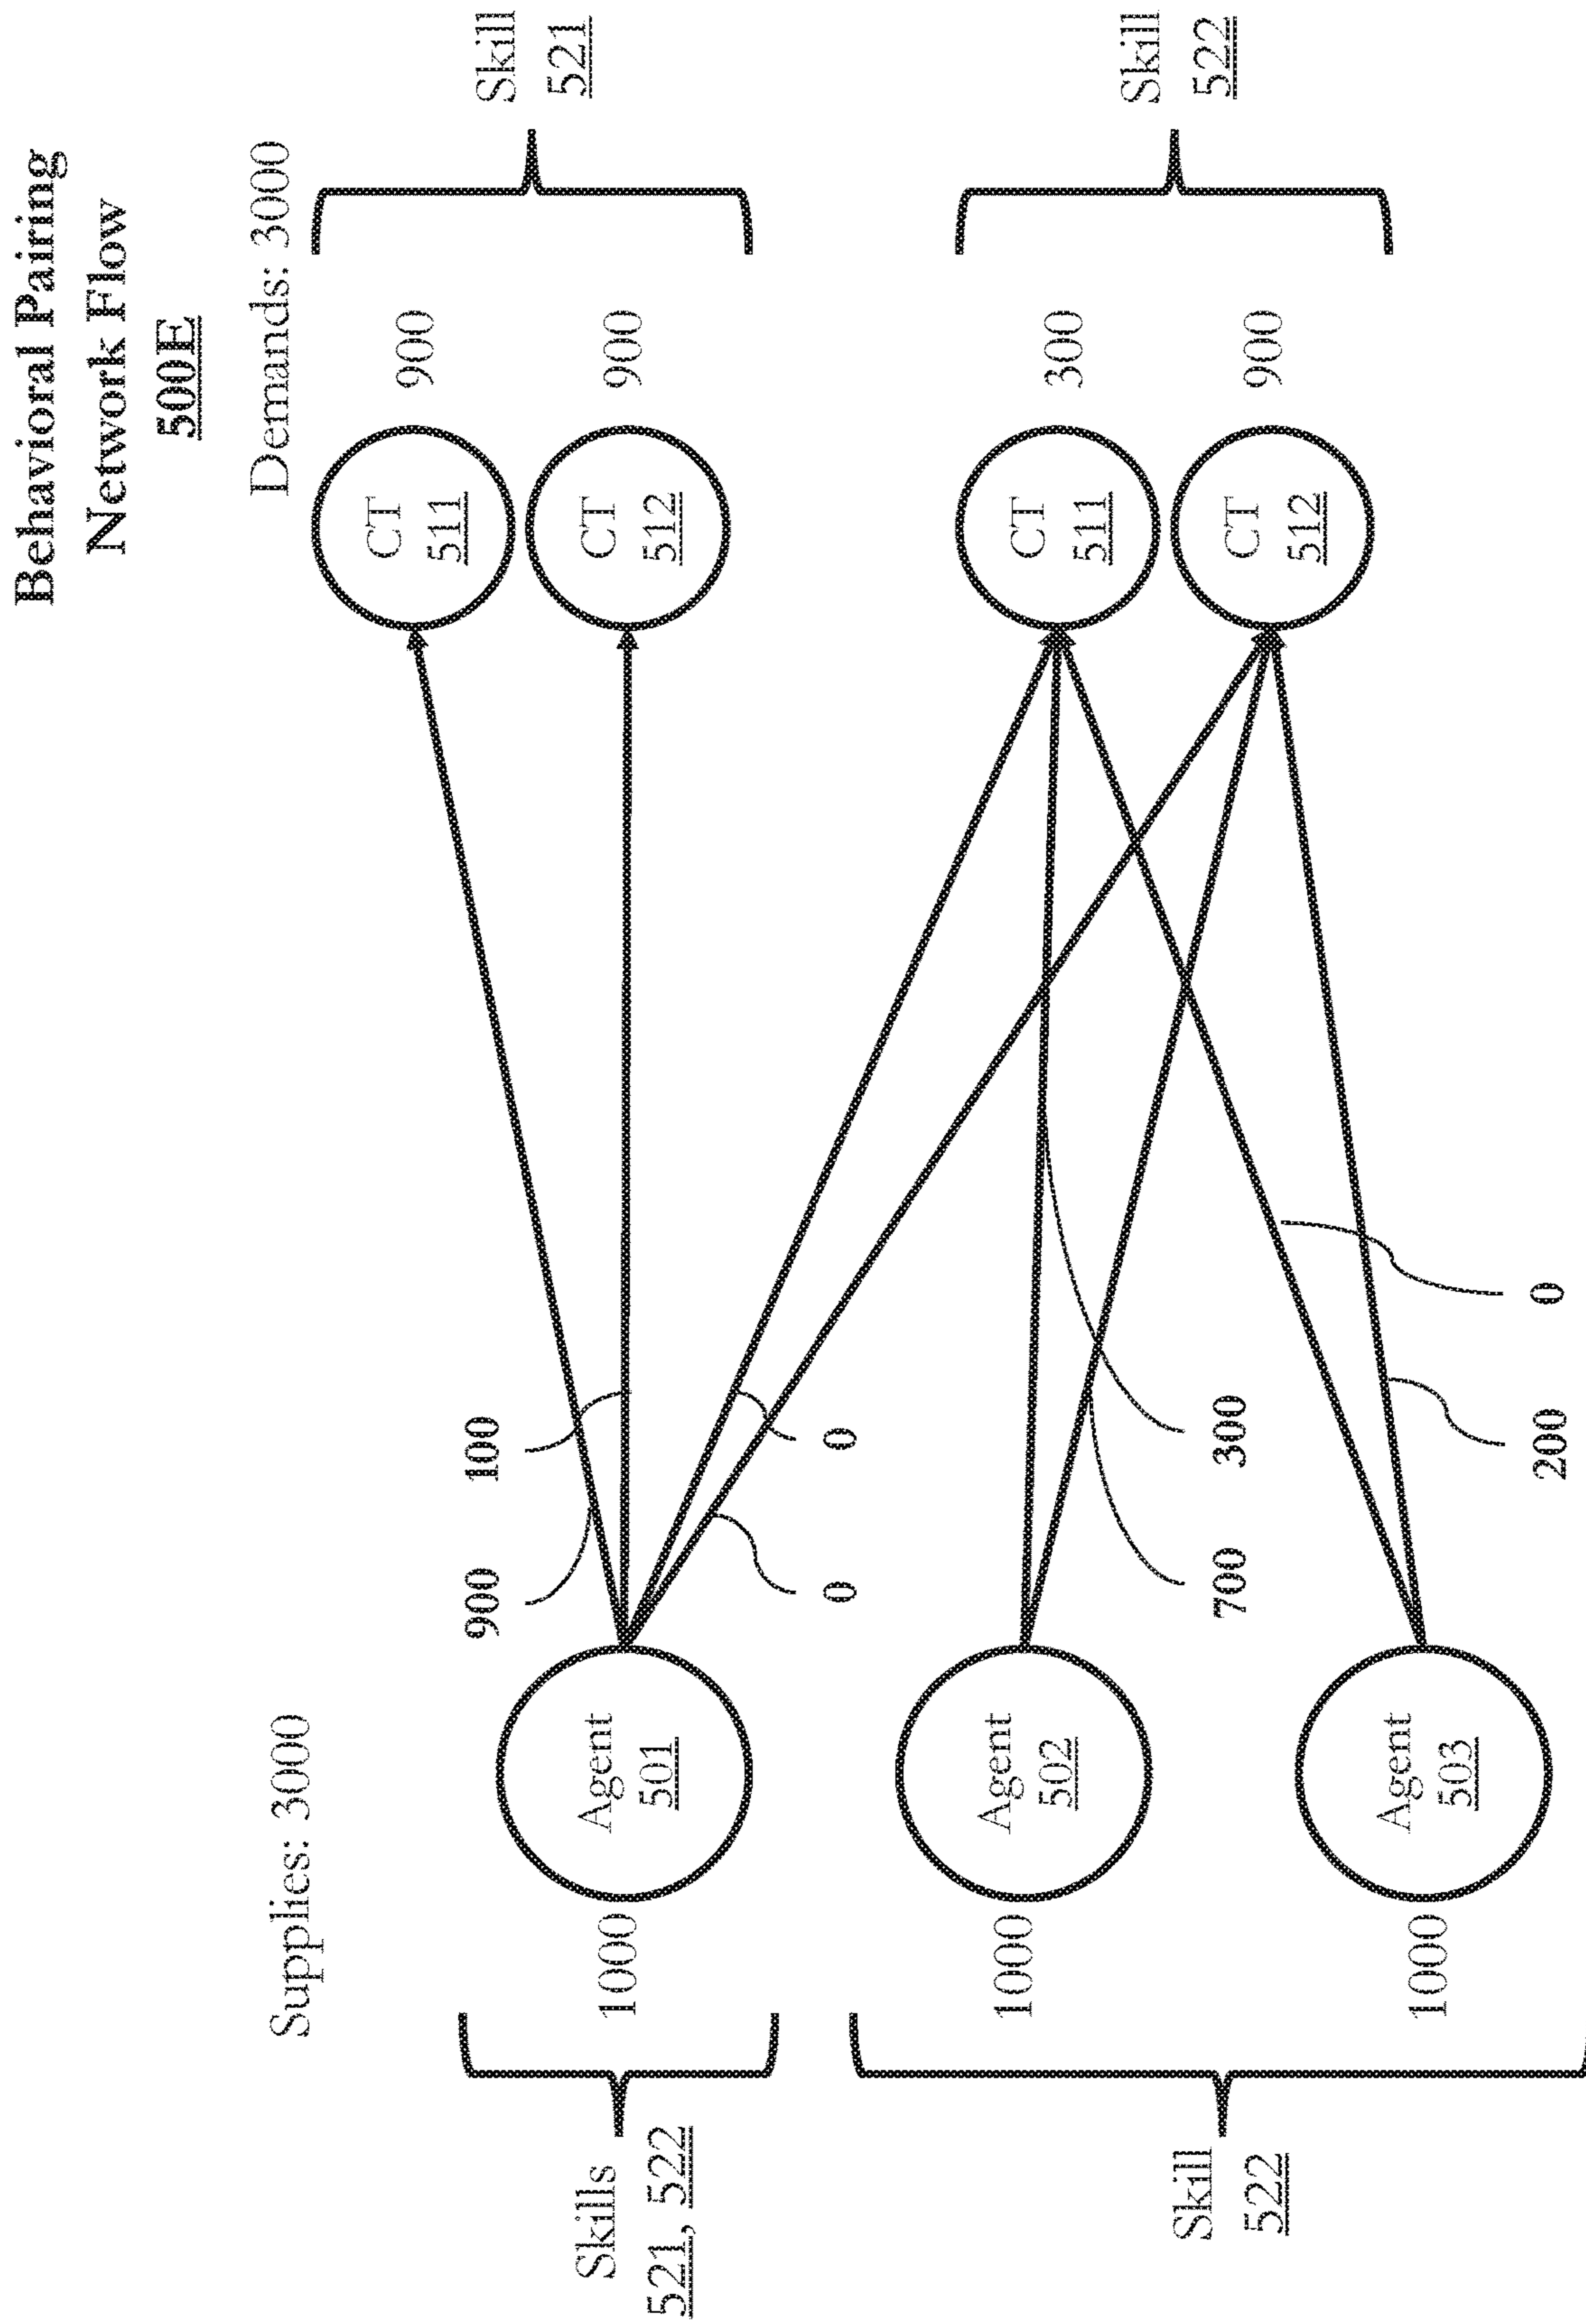 Behavioral Pairing
Network Flow
500E
Supplies: 3000
Demands: 3000
Skills
521, 522
1000
Agent
501
900
100
0
0
CT
511
900
CT
512
900
Skill
521
Skill
522
1000
Agent
502
700
300
1000
Agent
503
200
0
CT
511
300
CT
512
900
Skill
522